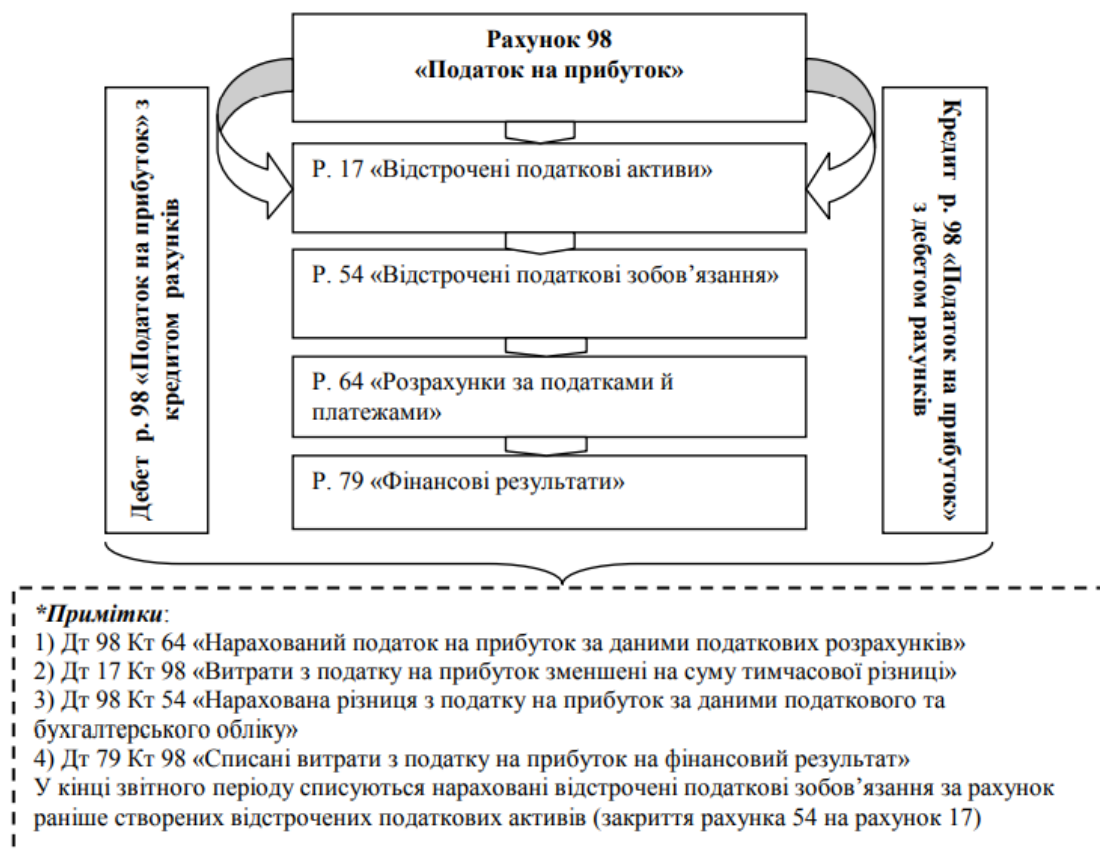 Рахунок 98
«Податок на прибуток»
Дебет р. 98 «Податок на прибуток» з
кредитом рахунків
Р. 17 «Відстрочені податкові активи»
Р. 54 «Відстрочені податкові зобов’язання»
Р. 64 «Розрахунки за податками й
платежами»
Р. 79 «Фінансові результати»
Кредит р. 98 «Податок на прибуток»
з дебетом рахунків
*Примітки:
1) Дт 98 Кт 64 «Нарахований податок на прибуток за даними податкових розрахунків»
2) Дт 17 Кт 98 «Витрати з податку на прибуток зменшені на суму тимчасової різниці»
3) Дт 98 Кт 54 «Нарахована різниця з податку на прибуток за даними податкового та
бухгалтерського обліку»
4) Дт 79 Кт 98 «Списані витрати з податку на прибуток на фінансовий результат»
У кінці звітного періоду списуються нараховані відстрочені податкові зобов’язання за рахунок
раніше створених відстрочених податкових активів (закриття рахунка 54 на рахунок 17)